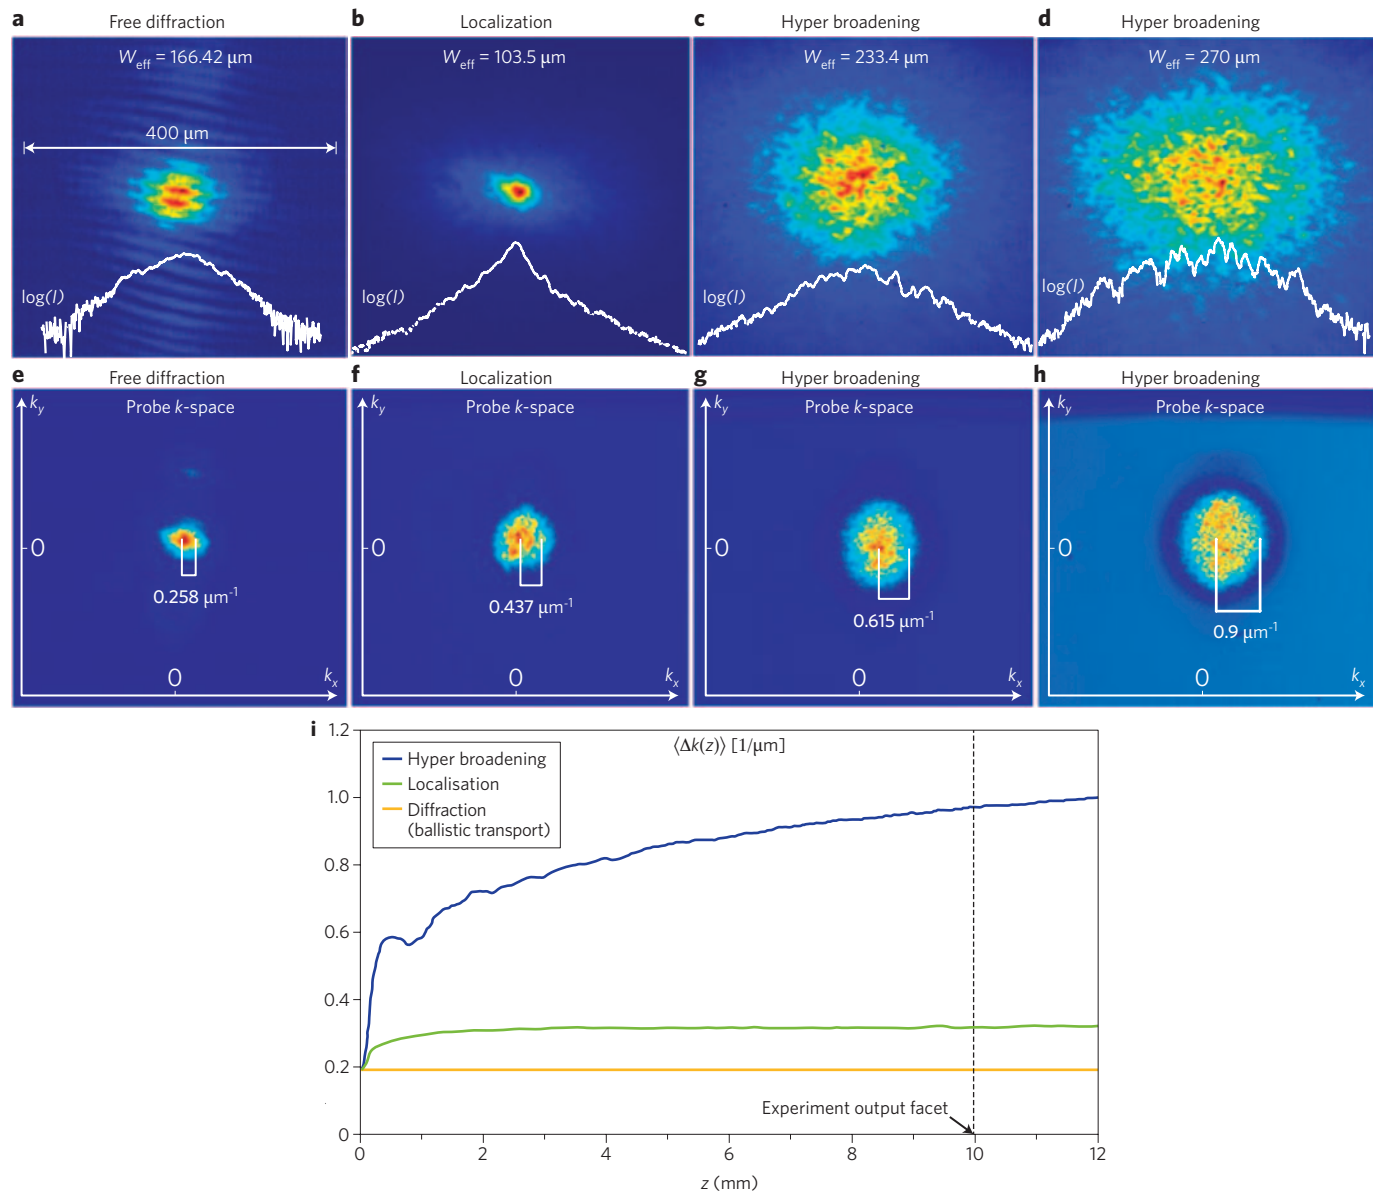 a Free diffraction
W_eff = 166.42 μm
400 μm
log(I)
b Localization
W_eff = 103.5 μm
c Hyper broadening
W_eff = 233.4 μm
log(I)
d Hyper broadening
W_eff = 270 μm
log(I)
e Free diffraction
k_y
Probe k-space
0
0.258 μm⁻¹
0
k_x
f Localization
k_y
Probe k-space
0
0.437 μm⁻¹
0
k_x
g Hyper broadening
k_y
Probe k-space
0
0.615 μm⁻¹
0
k_x
h Hyper broadening
k_y
Probe k-space
0
0.9 μm⁻¹
0
k_x
i
⟨Δk(z)⟩ [1/μm]
Hyper broadening
Localisation
Diffraction
(ballistic transport)
1.2
1.0
0.8
0.6
0.4
0.2
0
Experiment output facet
0 2 4 6 8 10 12
z (mm)